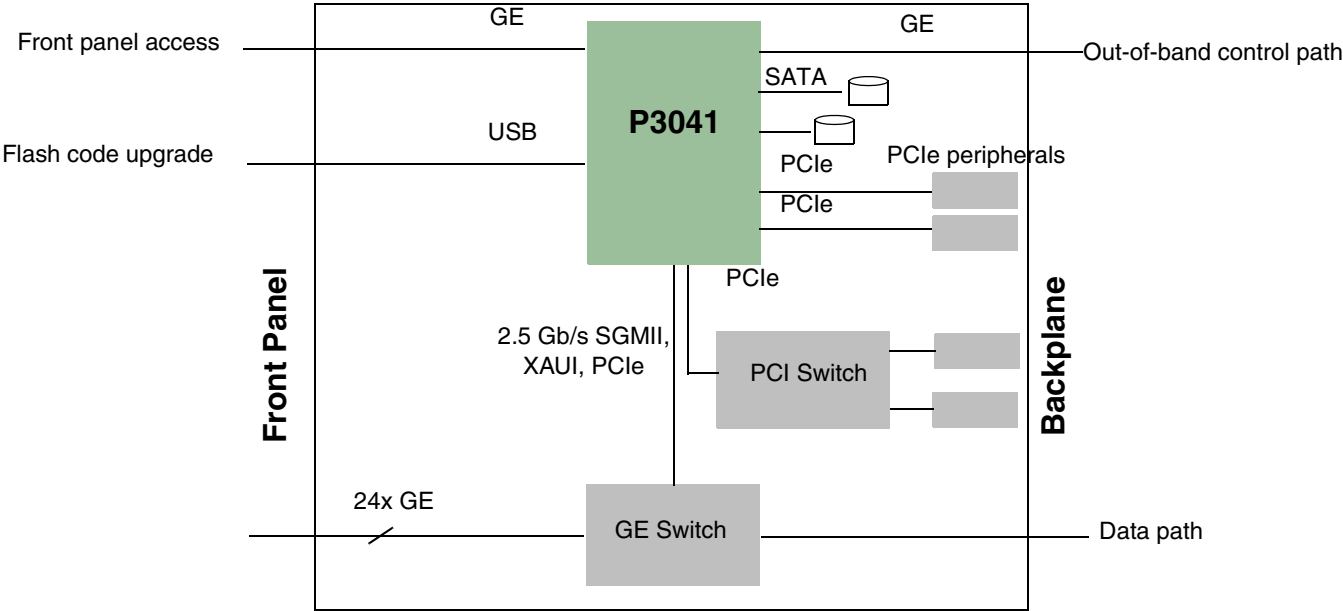 GE
GE
Front panel access
Out-of-band control path
SATA
P3041
USB
Flash code upgrade
PCIe
PCIe peripherals
PCIe
PCIe
Front Panel
Backplane
2.5 Gb/s SGMII,
XAUI, PCIe
PCI Switch
24x GE
GE Switch
Data path